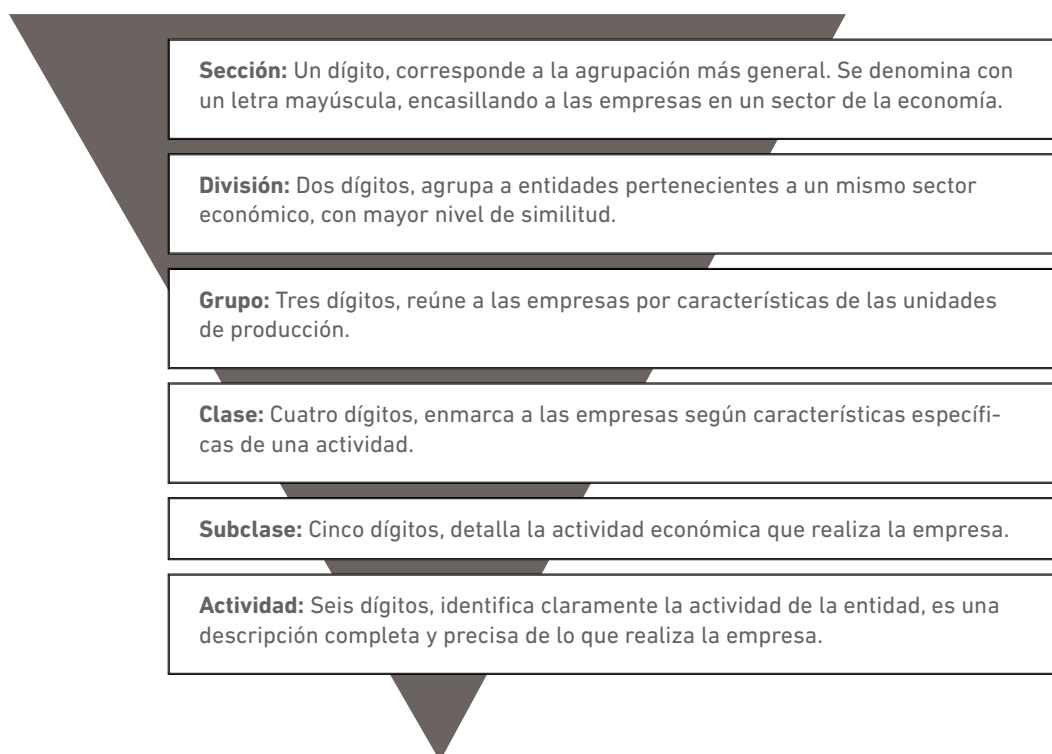 Sección: Un dígito, corresponde a la agrupación más general. Se denomina con
un letra mayúscula, encasillando a las empresas en un sector de la economía.
División: Dos dígitos, agrupa a entidades pertenecientes a un mismo sector
económico, con mayor nivel de similitud.
Grupo: Tres dígitos, reúne a las empresas por características de las unidades
de producción.
Clase: Cuatro dígitos, enmarca a las empresas según características específi-
cas de una actividad.
Subclase: Cinco dígitos, detalla la actividad económica que realiza la empresa.
Actividad: Seis dígitos, identifica claramente la actividad de la entidad, es una
descripción completa y precisa de lo que realiza la empresa.